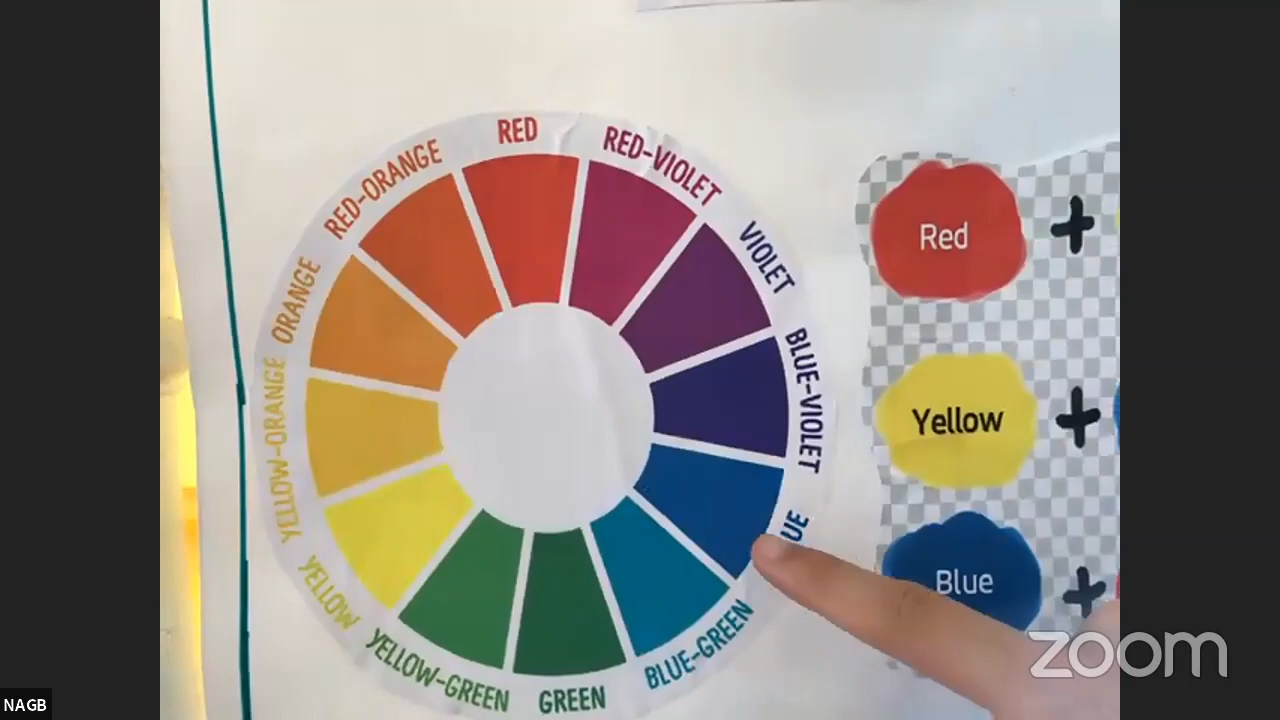 RED
RED-VIOLET
VIOLET
BLUE-VIOLET
UE
BLUE-GREEN
GREEN
YELLOW-GREEN
YELLOW
YELLOW-ORANGE
ORANGE
RED-ORANGE
Red +
Yellow +
Blue +
zoom
NAGB